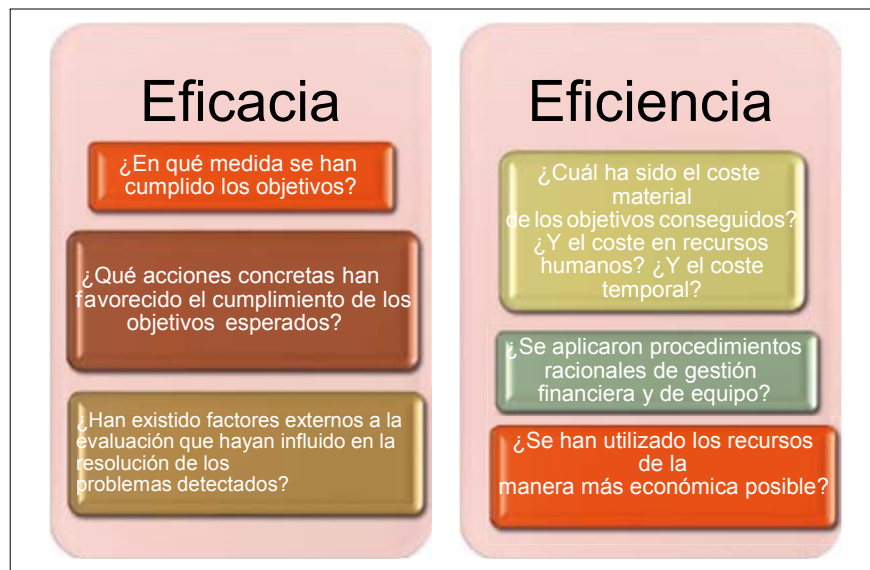 Eficacia
¿En qué medida se han
cumplido los objetivos?
¿Qué acciones concretas han
favorecido el cumplimiento de los
objetivos esperados?
¿Han existido factores externos a la
evaluación que hayan influido en la
resolución de los
problemas detectados?
Eficiencia
¿Cuál ha sido el coste
material
de los objetivos conseguidos?
¿Y el coste en recursos
humanos? ¿Y el coste
temporal?
¿Se aplicaron procedimientos
racionales de gestión
financiera y de equipo?
¿Se han utilizado los recursos
de la
manera más económica posible?